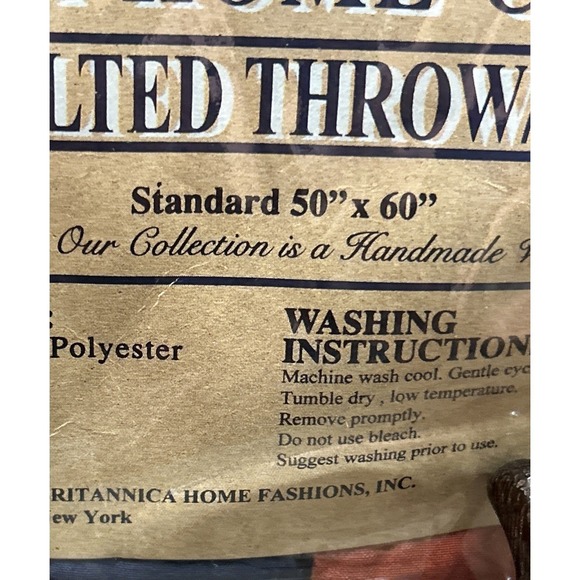 HOME
LTED THROW
Standard 50” x 60”
Our Collection is a Handmade
:
Polyester
WASHING
INSTRUCTION
Machine wash cool. Gentle cyc
Tumble dry , low temperature.
Remove promptly.
Do not use bleach.
Suggest washing prior to use.
RITANNICA HOME FASHIONS, INC.
ew York